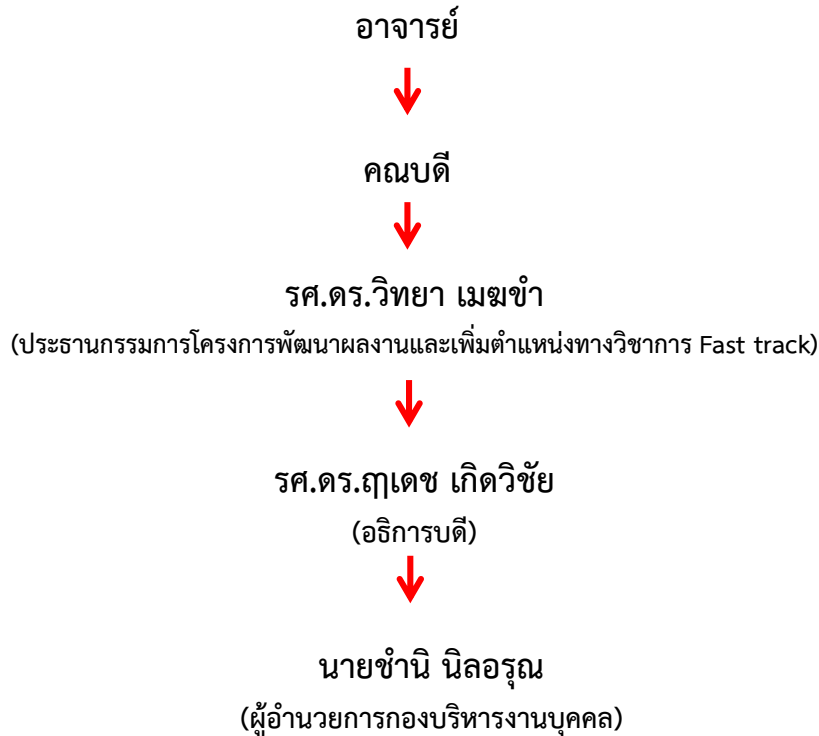 อาจารย์
คณบดี
รศ.ดร.วิทยา เมฆขำ
(ประธานกรรมการโครงการพัฒนาผลงานและเพิ่มตำแหน่งทางวิชาการ Fast track)
รศ.ดร.ฤๅเดช เกิดวิชัย
(อธิการบดี)
นายชำนิ นิลอรุณ
(ผู้อำนวยการกองบริหารงานบุคคล)